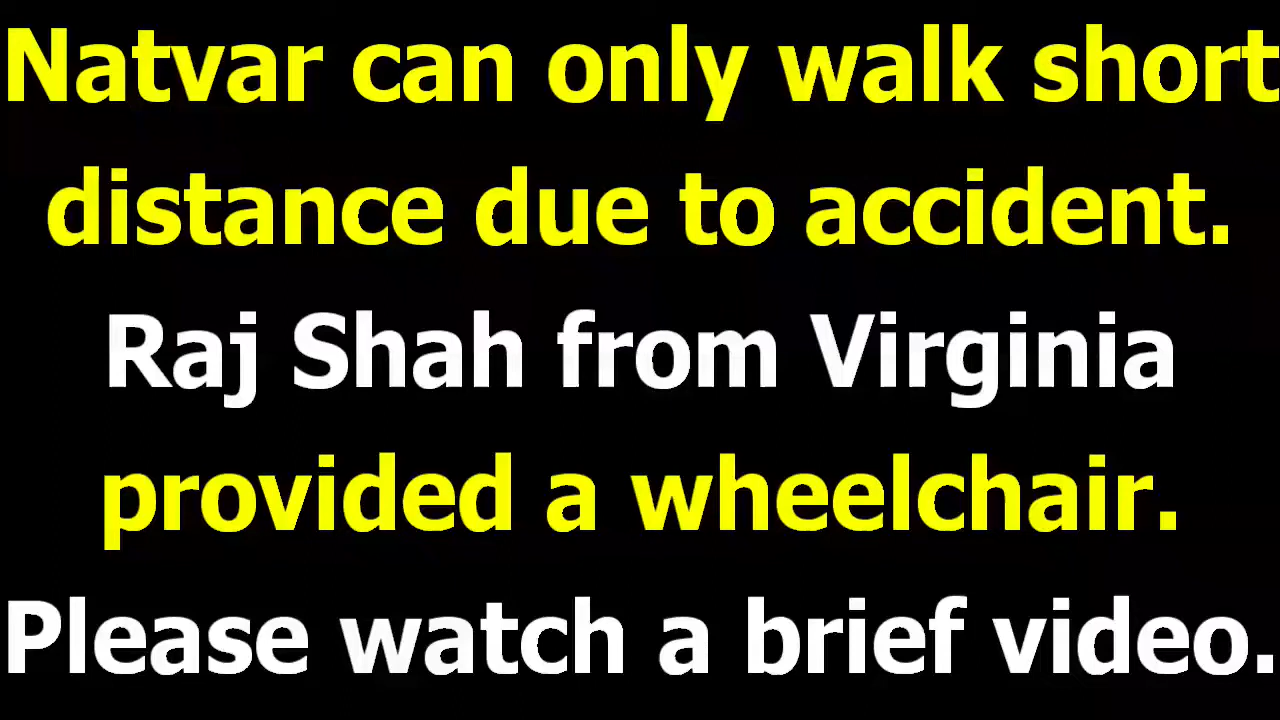 Natvar can only walk short
distance due to accident.
Raj Shah from Virginia
provided a wheelchair.
Please watch a brief video.